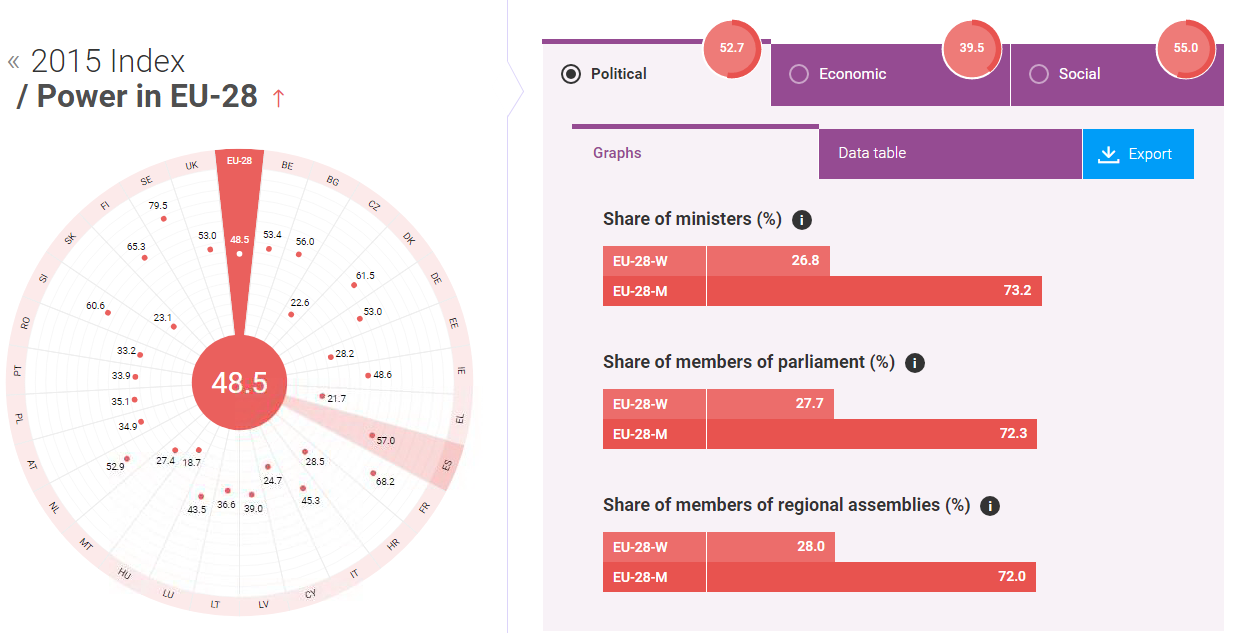 « 2015 Index
/ Power in EU-28 ↑
EU-28
BE
BG
CZ
DK
DE
EE
IE
EL
ES
FR
HR
IT
CY
LV
LT
LU
HU
MT
NL
AT
PL
PT
RO
SI
SK
FI
SE
UK
48.5
53.4
56.0
22.6
61.5
53.0
28.2
48.6
21.7
57.0
68.2
28.5
45.3
24.7
39.0
36.6
43.5
18.7
27.4
52.9
34.9
35.1
33.9
33.2
60.6
23.1
65.3
79.5
53.0
48.5
Political
52.7
Economic
39.5
Social
55.0
Graphs
Data table
Export
Share of ministers (%) i
EU-28-W 26.8
EU-28-M 73.2
Share of members of parliament (%) i
EU-28-W 27.7
EU-28-M 72.3
Share of members of regional assemblies (%) i
EU-28-W 28.0
EU-28-M 72.0